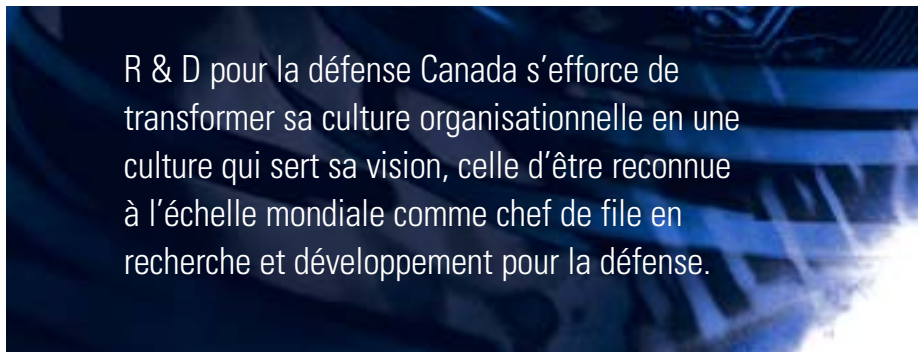 R & D pour la défense Canada s’efforce de
transformer sa culture organisationnelle en une
culture qui sert sa vision, celle d’être reconnue
à l’échelle mondiale comme chef de file en
recherche et développement pour la défense.